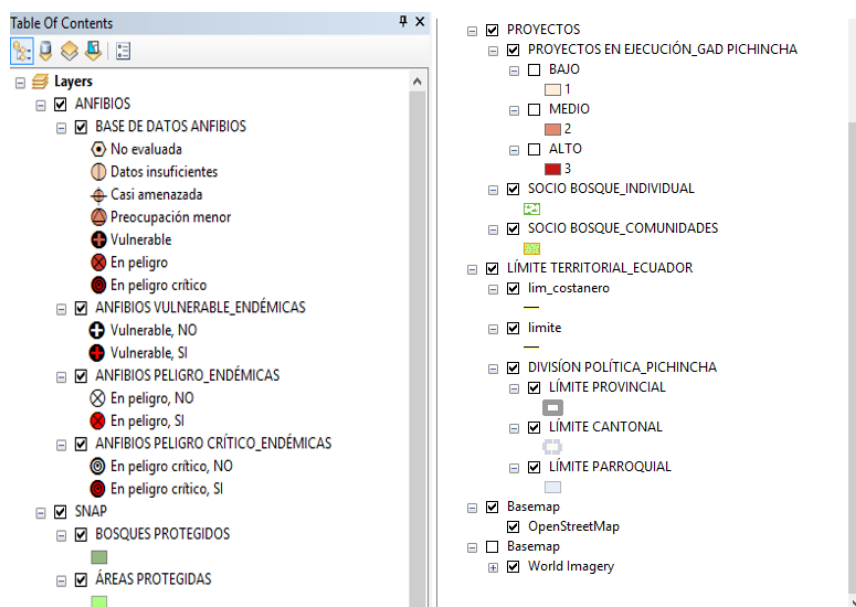 Table Of Contents
Layers
ANFIBIOS
BASE DE DATOS ANFIBIOS
No evaluada
Datos insuficientes
Casi amenazada
Preocupación menor
Vulnerable
En peligro
En peligro crítico
ANFIBIOS VULNERABLE_ENDÉMICAS
Vulnerable, NO
Vulnerable, SI
ANFIBIOS PELIGRO_ENDÉMICAS
En peligro, NO
En peligro, SI
ANFIBIOS PELIGRO CRÍTICO_ENDÉMICAS
En peligro crítico, NO
En peligro crítico, SI
SNAP
BOSQUES PROTEGIDOS
ÁREAS PROTEGIDAS
PROYECTOS
PROYECTOS EN EJECUCIÓN_GAD PICHINCHA
BAJO
1
MEDIO
2
ALTO
3
SOCIO BOSQUE_INDIVIDUAL
SOCIO BOSQUE_COMUNIDADES
LÍMITE TERRITORIAL_ECUADOR
lim_costanero
limite
DIVISÍON POLÍTICA_PICHINCHA
LÍMITE PROVINCIAL
LÍMITE CANTONAL
LÍMITE PARROQUIAL
Basemap
OpenStreetMap
Basemap
World Imagery